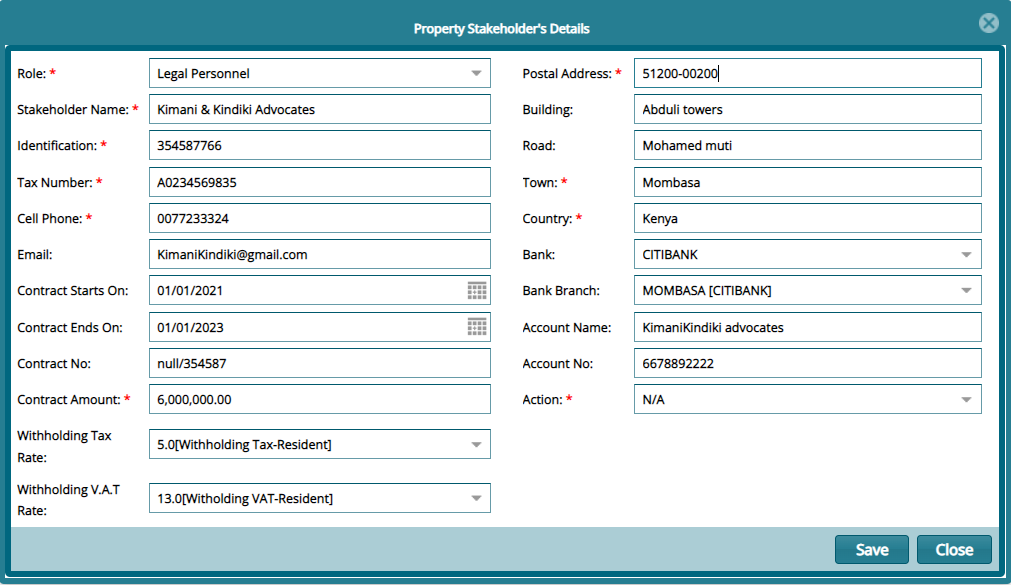 Property Stakeholder's Details
Role: *
Legal Personnel
Stakeholder Name: *
Kimani & Kindiki Advocates
Identification: *
354587766
Tax Number: *
A0234569835
Cell Phone: *
0077233324
Email:
KimaniKindiki@gmail.com
Contract Starts On:
01/01/2021
Contract Ends On:
01/01/2023
Contract No:
null/354587
Contract Amount: *
6,000,000.00
Withholding Tax
Rate:
5.0[Withholding Tax-Resident]
Withholding V.A.T
Rate:
13.0[Witholding VAT-Resident]
Postal Address: *
51200-00200
Building:
Abduli towers
Road:
Mohamed muti
Town: *
Mombasa
Country: *
Kenya
Bank:
CITIBANK
Bank Branch:
MOMBASA [CITIBANK]
Account Name:
KimaniKindiki advocates
Account No:
6678892222
Action: *
N/A
Save
Close